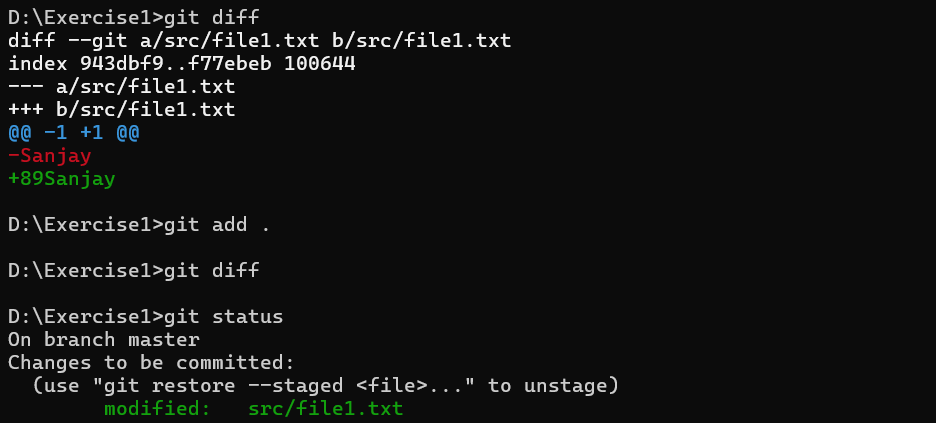 D:\Exercise1>git diff
diff --git a/src/file1.txt b/src/file1.txt
index 943dbf9..f77ebeb 100644
--- a/src/file1.txt
+++ b/src/file1.txt
@@ -1 +1 @@
-Sanjay
+89Sanjay
D:\Exercise1>git add .
D:\Exercise1>git diff
D:\Exercise1>git status
On branch master
Changes to be committed:
  (use "git restore --staged <file>..." to unstage)
        modified:   src/file1.txt